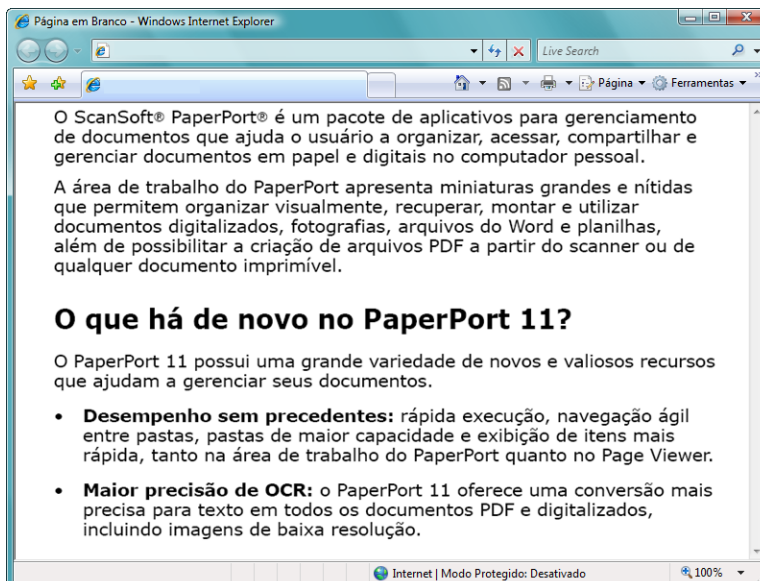 Página em Branco - Windows Internet Explorer
Live Search
Página Ferramentas
O ScanSoft® PaperPort® é um pacote de aplicativos para gerenciamento
de documentos que ajuda o usuário a organizar, acessar, compartilhar e
gerenciar documentos em papel e digitais no computador pessoal.
A área de trabalho do PaperPort apresenta miniaturas grandes e nítidas
que permitem organizar visualmente, recuperar, montar e utilizar
documentos digitalizados, fotografias, arquivos do Word e planilhas,
além de possibilitar a criação de arquivos PDF a partir do scanner ou de
qualquer documento imprimível.
O que há de novo no PaperPort 11?
O PaperPort 11 possui uma grande variedade de novos e valiosos recursos
que ajudam a gerenciar seus documentos.
• Desempenho sem precedentes: rápida execução, navegação ágil
entre pastas, pastas de maior capacidade e exibição de itens mais
rápida, tanto na área de trabalho do PaperPort quanto no Page Viewer.
• Maior precisão de OCR: o PaperPort 11 oferece uma conversão mais
precisa para texto em todos os documentos PDF e digitalizados,
incluindo imagens de baixa resolução.
Internet | Modo Protegido: Desativado 100%